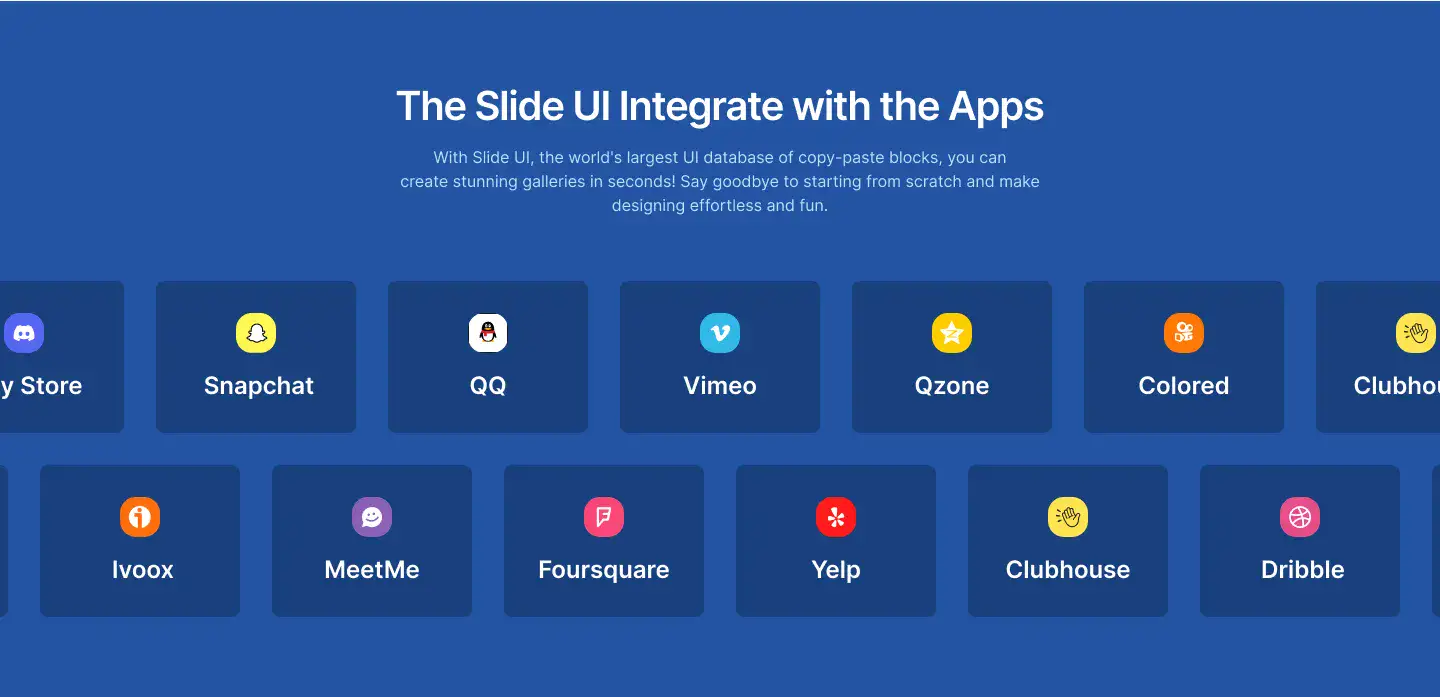 The Slide UI Integrate with the Apps
With Slide UI, the world's largest UI database of copy-paste blocks, you can
create stunning galleries in seconds! Say goodbye to starting from scratch and make
designing effortless and fun.
y Store
Snapchat
QQ
Vimeo
Qzone
Colored
Clubhou
Ivoox
MeetMe
Foursquare
Yelp
Clubhouse
Dribble